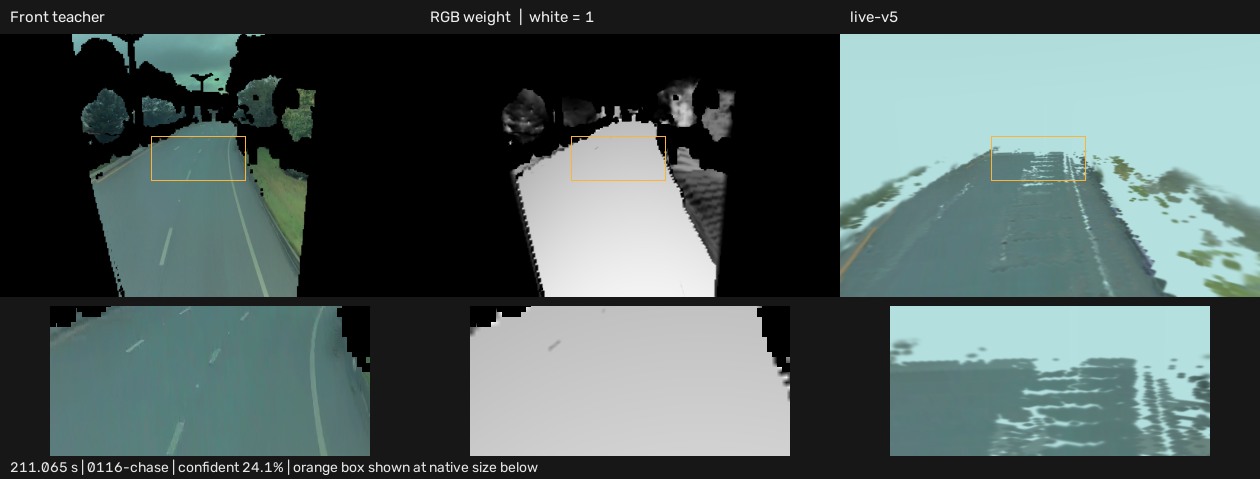 Front teacher
RGB weight | white = 1
live-v5
211.065 s | 0116-chase | confident 24.1% | orange box shown at native size below